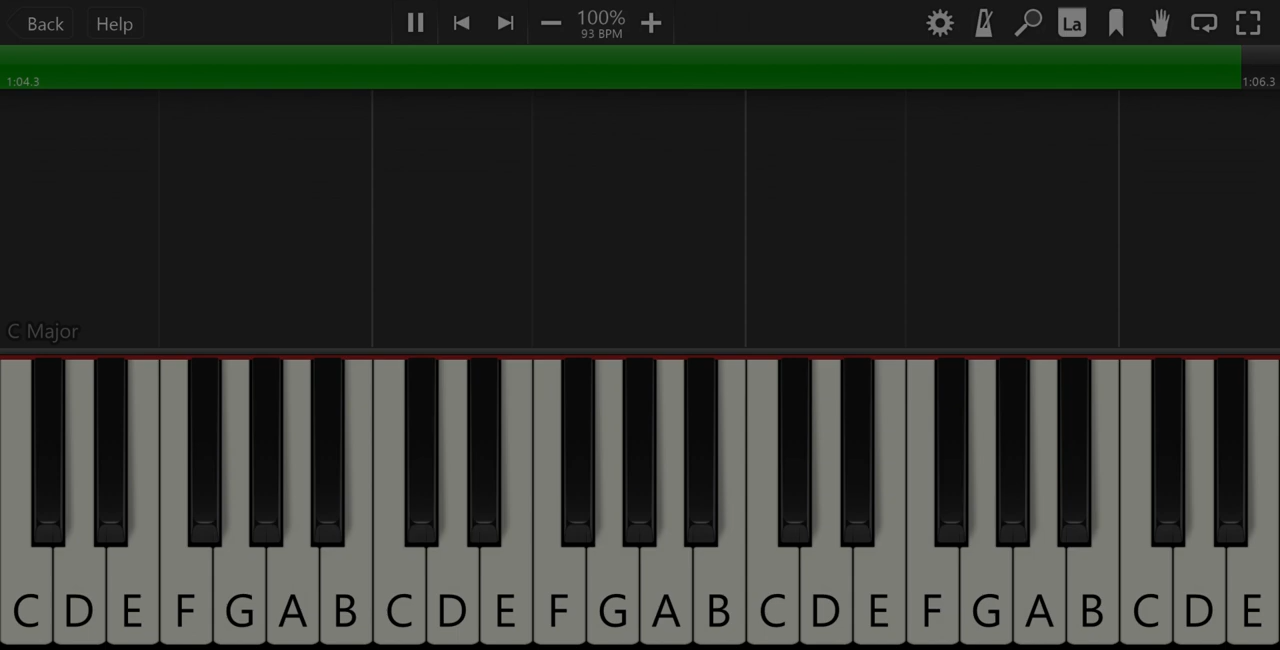 Back Help 100% La
93 BPM
1:04.3 1:06.3
C Major
C D E F G A B C D E F G A B C D E F G A B C D E